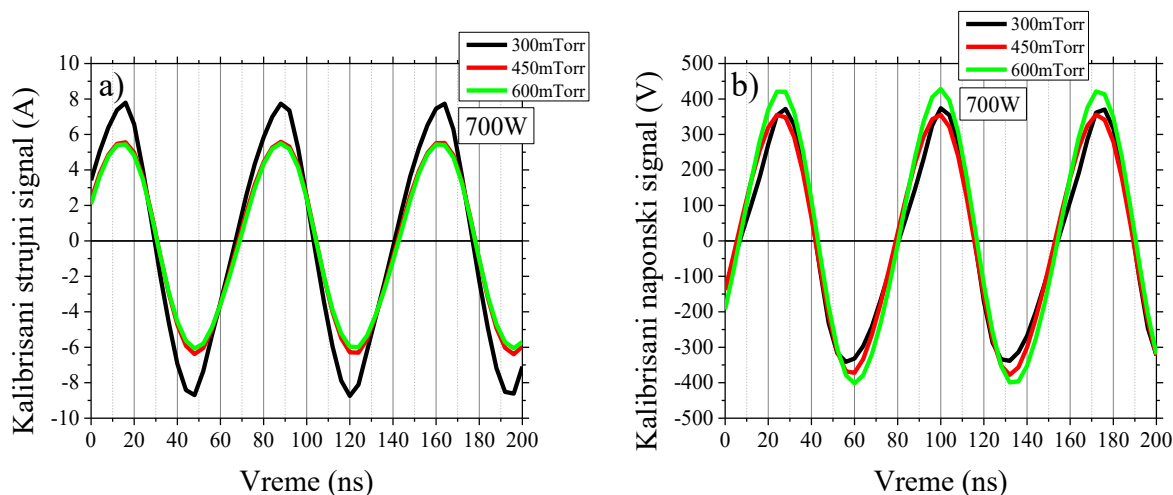 300mTorr
450mTorr
600mTorr
700W
a)
Kalibrisani strujni signal (A)
10
8
6
4
2
0
-2
-4
-6
-8
-10
0 20 40 60 80 100 120 140 160 180 200
Vreme (ns)
300mTorr
450mTorr
600mTorr
700W
b)
Kalibrisani naponski signal (V)
500
400
300
200
100
0
-100
-200
-300
-400
-500
0 20 40 60 80 100 120 140 160 180 200
Vreme (ns)